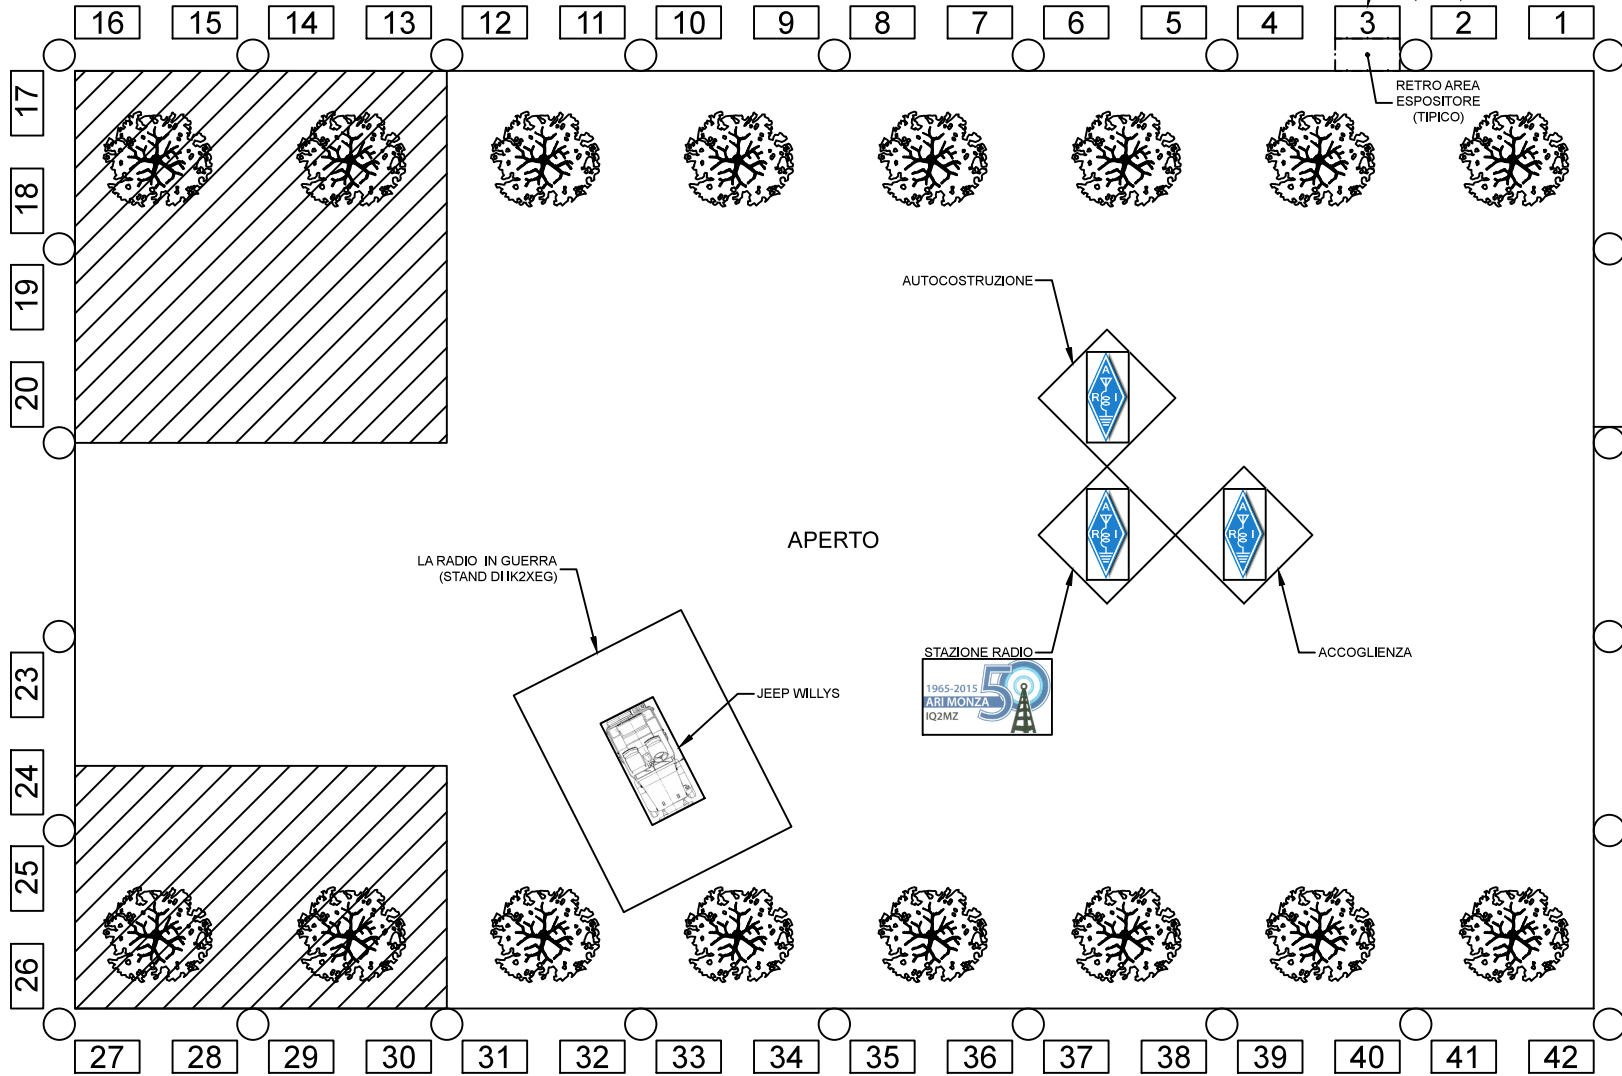 16 15 14 13 12 11 10 9 8 7 6 5 4 3 2 1
17
RETRO AREA
ESPOSITORE
(TIPICO)
18
19
AUTOCOSTRUZIONE
20
A
R I
A
R I
A
R I
APERTO
LA RADIO IN GUERRA
(STAND DI IK2XEG)
STAZIONE RADIO
ACCOGLIENZA
23
1965-2015
50
ARI MONZA
IQ2MZ
JEEP WILLYS
24
25
26
27 28 29 30 31 32 33 34 35 36 37 38 39 40 41 42